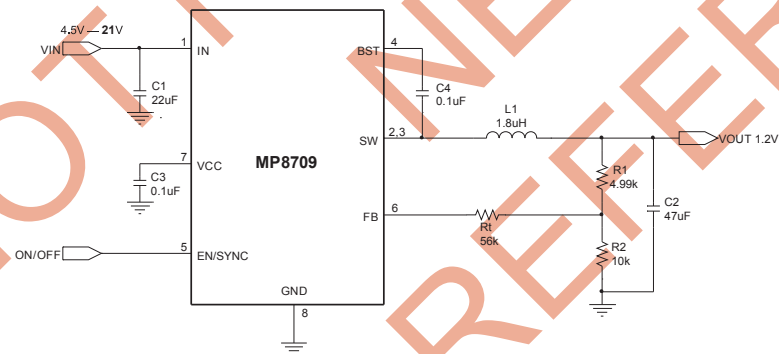 4.5V — 21V
VIN
1
IN
C1
22uF
BST
4
C4
0.1uF
L1
1.8uH
SW
2,3
VOUT 1.2V
7
VCC
C3
0.1uF
MP8709
R1
4.99k
C2
47uF
FB
6
Rt
56k
R2
10k
ON/OFF
5
EN/SYNC
GND
8